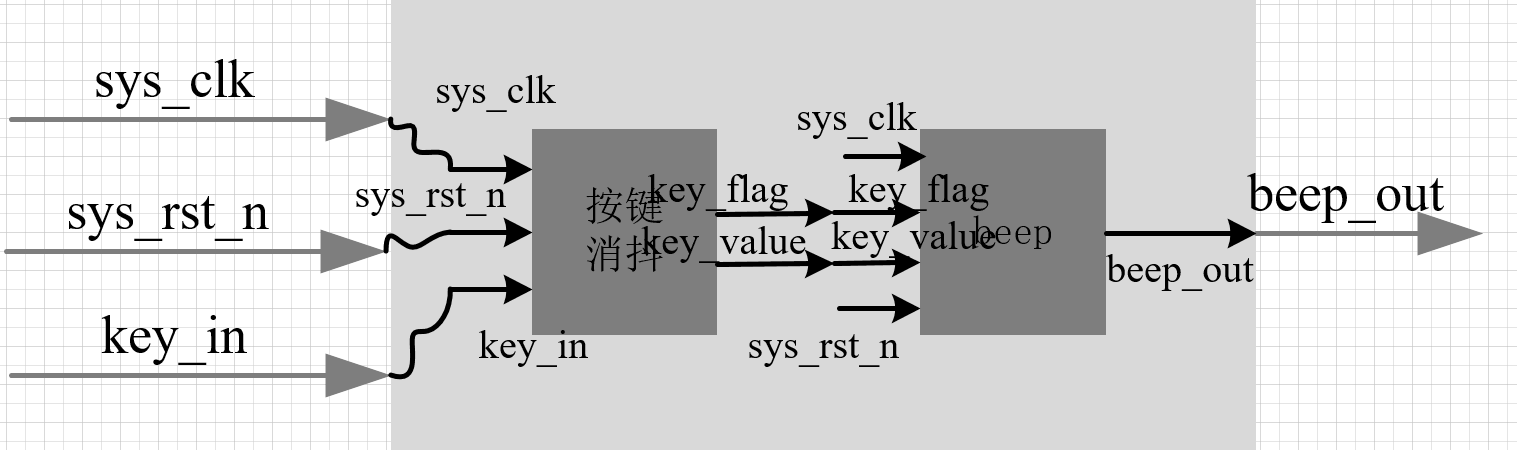 sys_clk
sys_rst_n
key_in
sys_clk
sys_rst_n
key_in
按键
消抖
key_flag
key_value
sys_clk
key_flag
key_value
sys_rst_n
beep
beep_out
beep_out